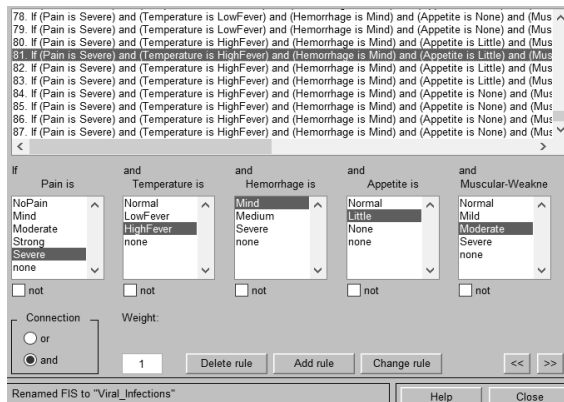 78. If (Pain is Severe) and (Temperature is LowFever) and (Hemorrhage is Mind) and (Appetite is None) and (Mus
79. If (Pain is Severe) and (Temperature is LowFever) and (Hemorrhage is Mind) and (Appetite is None) and (Mus
80. If (Pain is Severe) and (Temperature is HighFever) and (Hemorrhage is Mind) and (Appetite is Little) and (Mus
81. If (Pain is Severe) and (Temperature is HighFever) and (Hemorrhage is Mind) and (Appetite is Little) and (Mus
82. If (Pain is Severe) and (Temperature is HighFever) and (Hemorrhage is Mind) and (Appetite is Little) and (Mus
83. If (Pain is Severe) and (Temperature is HighFever) and (Hemorrhage is Mind) and (Appetite is Little) and (Mus
84. If (Pain is Severe) and (Temperature is HighFever) and (Hemorrhage is Mind) and (Appetite is None) and (Mus
85. If (Pain is Severe) and (Temperature is HighFever) and (Hemorrhage is Mind) and (Appetite is None) and (Mus
86. If (Pain is Severe) and (Temperature is HighFever) and (Hemorrhage is Mind) and (Appetite is None) and (Mus
87. If (Pain is Severe) and (Temperature is HighFever) and (Hemorrhage is Mind) and (Appetite is None) and (Mus
If
Pain is
NoPain
Mind
Moderate
Strong
Severe
none
not
and
Temperature is
Normal
LowFever
HighFever
none
not
and
Hemorrhage is
Mind
Medium
Severe
none
not
and
Appetite is
Normal
Little
None
none
not
and
Muscular-Weakne
Normal
Mild
Moderate
Severe
none
not
Connection
or
and
Weight:
1
Delete rule
Add rule
Change rule
<<
>>
Renamed FIS to "Viral_Infections"
Help
Close